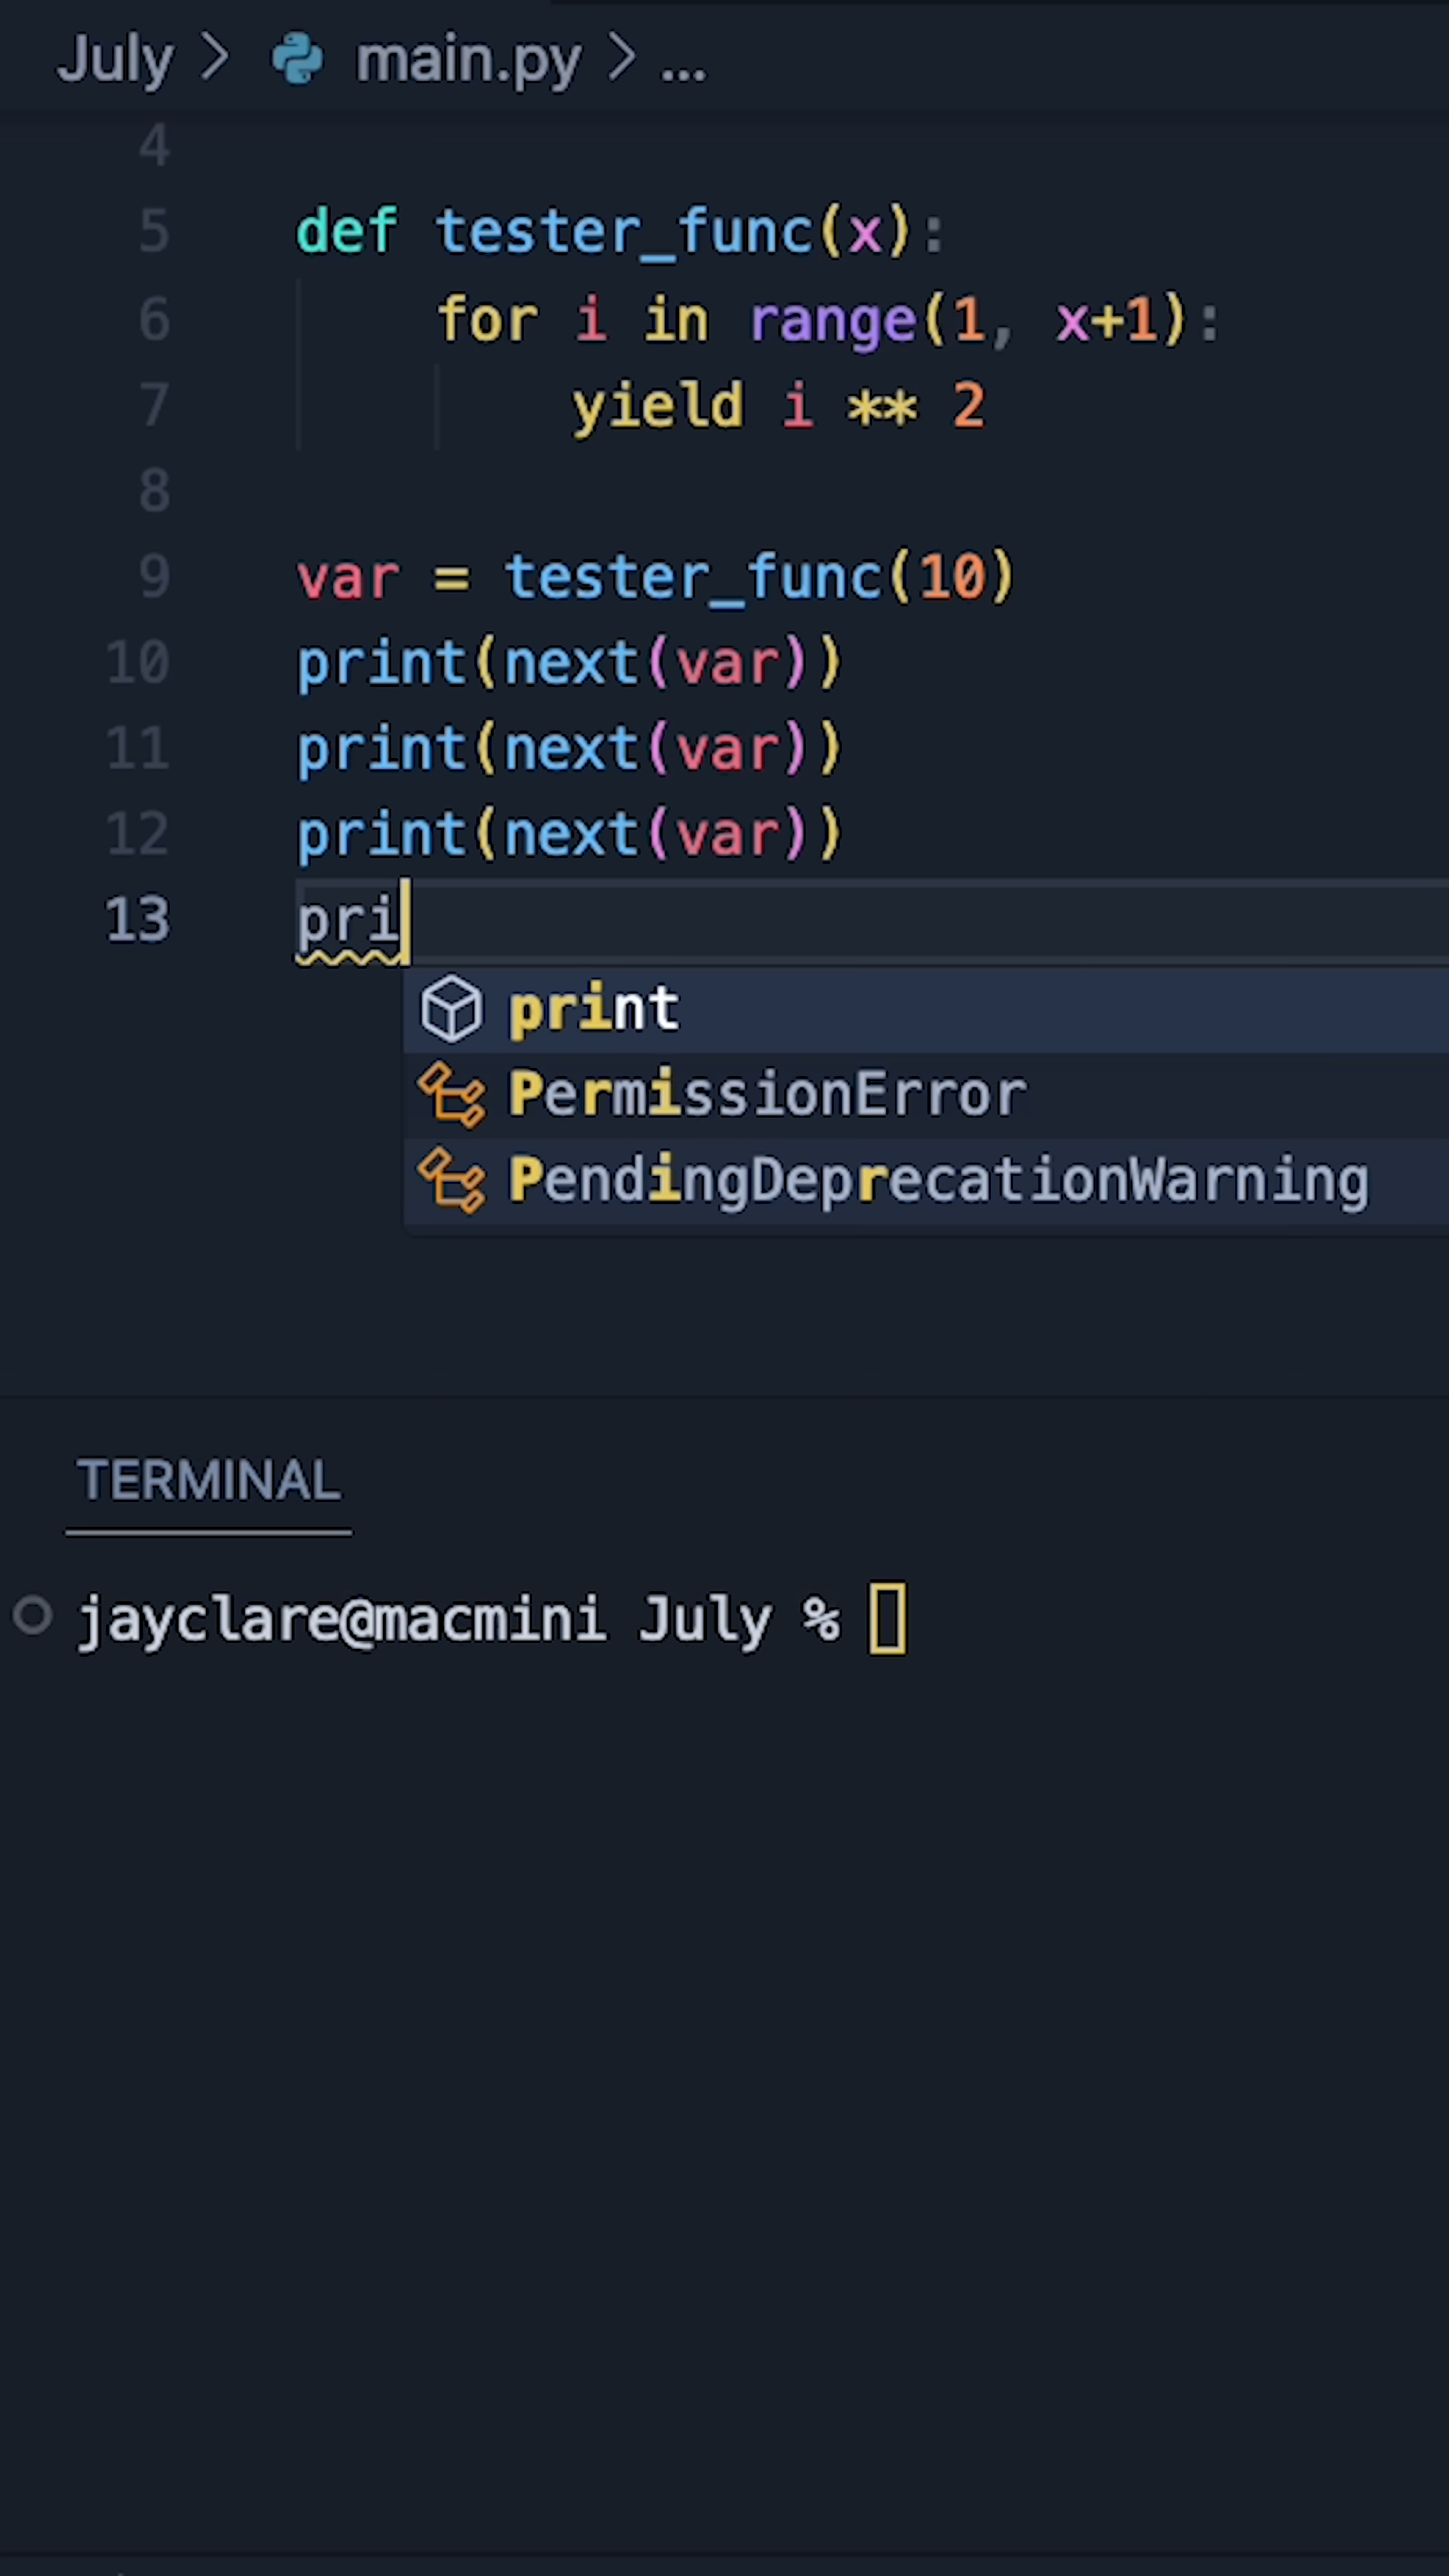 July > main.py > ...
4
5 def tester_func(x):
6     for i in range(1, x+1):
7         yield i ** 2
8
9 var = tester_func(10)
10 print(next(var))
11 print(next(var))
12 print(next(var))
13 pri
print
PermissionError
PendingDeprecationWarning
TERMINAL
jayclare@macmini July %